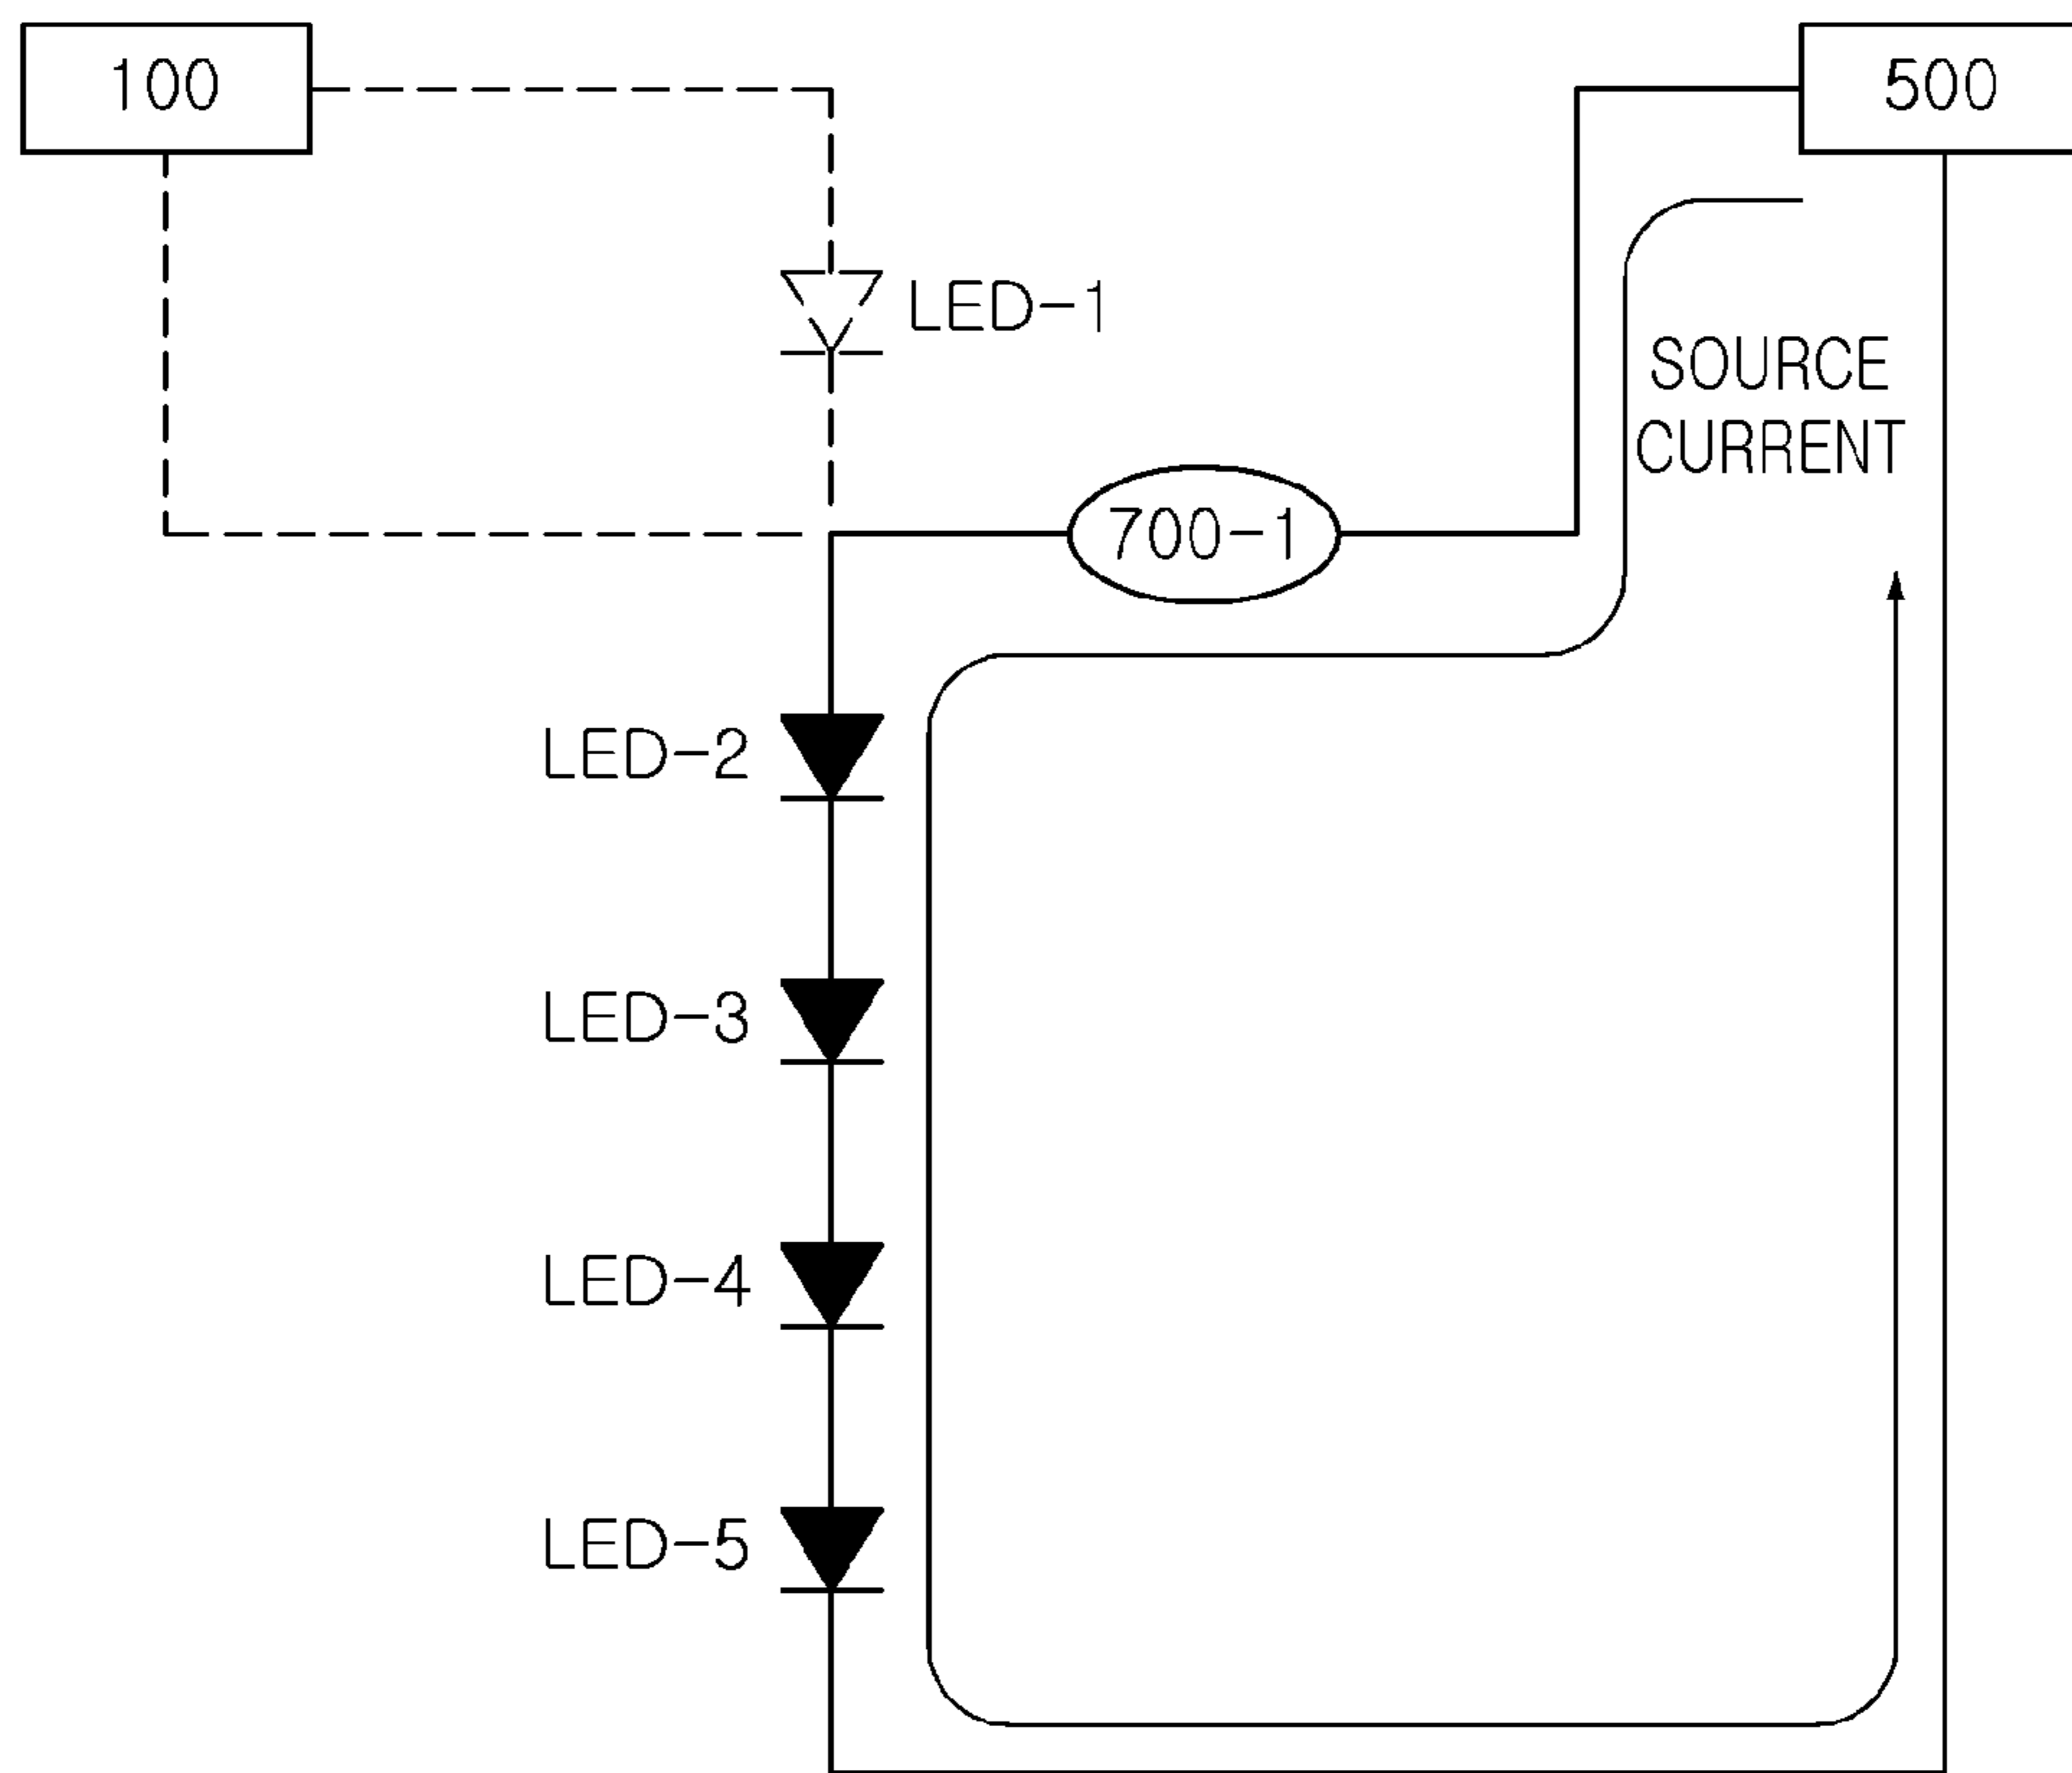 100
500
LED-1
SOURCE
CURRENT
700-1
LED-2
LED-3
LED-4
LED-5